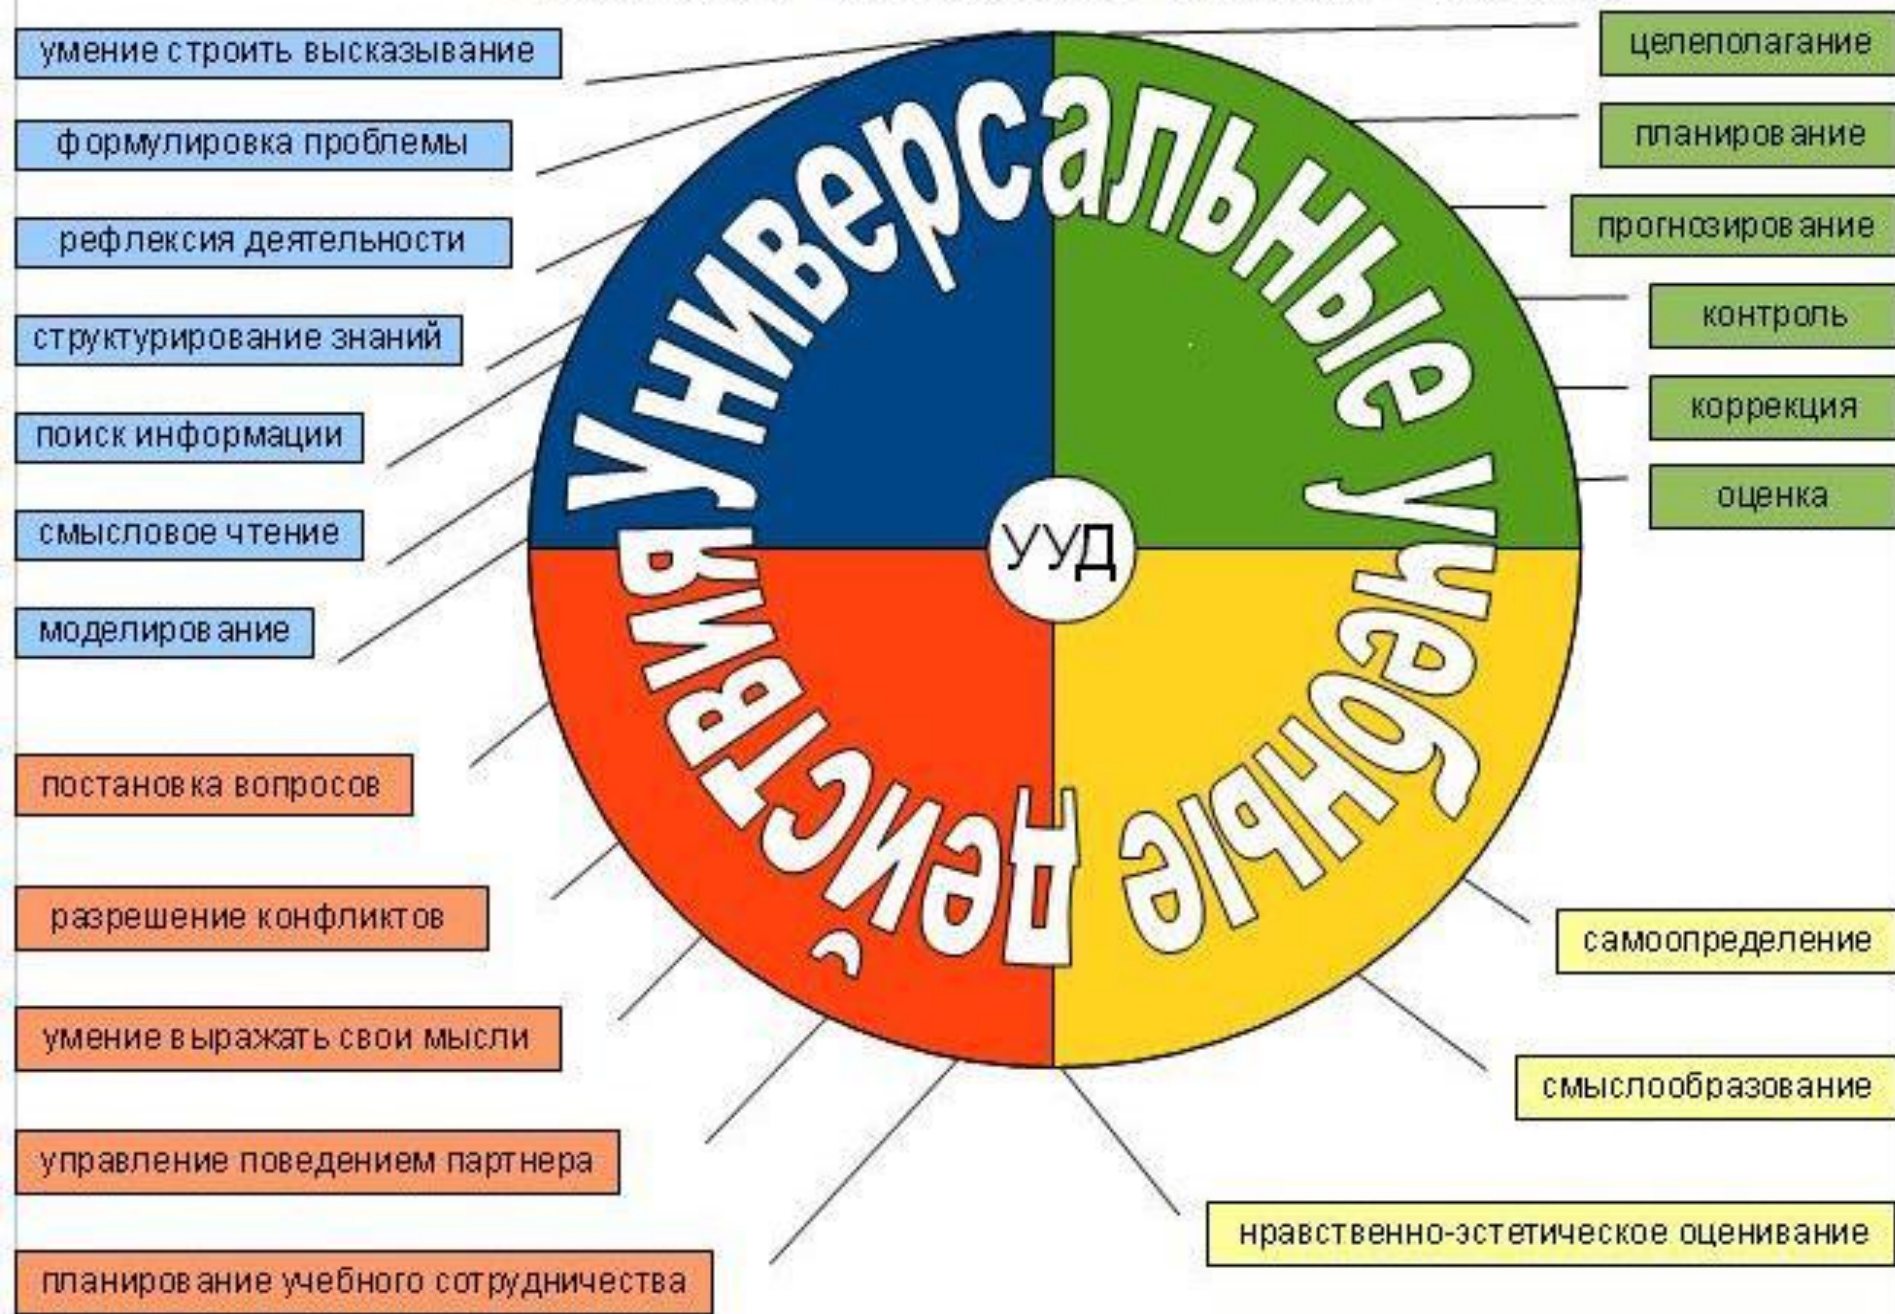 умение строить высказывание
формулировка проблемы
рефлексия деятельности
структурирование знаний
поиск информации
смысловое чтение
моделирование
постановка вопросов
разрешение конфликтов
умение выражать свои мысли
управление поведением партнера
планирование учебного сотрудничества
Универсальные учебные действия
УУД
целеполагание
планирование
прогнозирование
контроль
коррекция
оценка
самоопределение
смыслообразование
нравственно-эстетическое оценивание